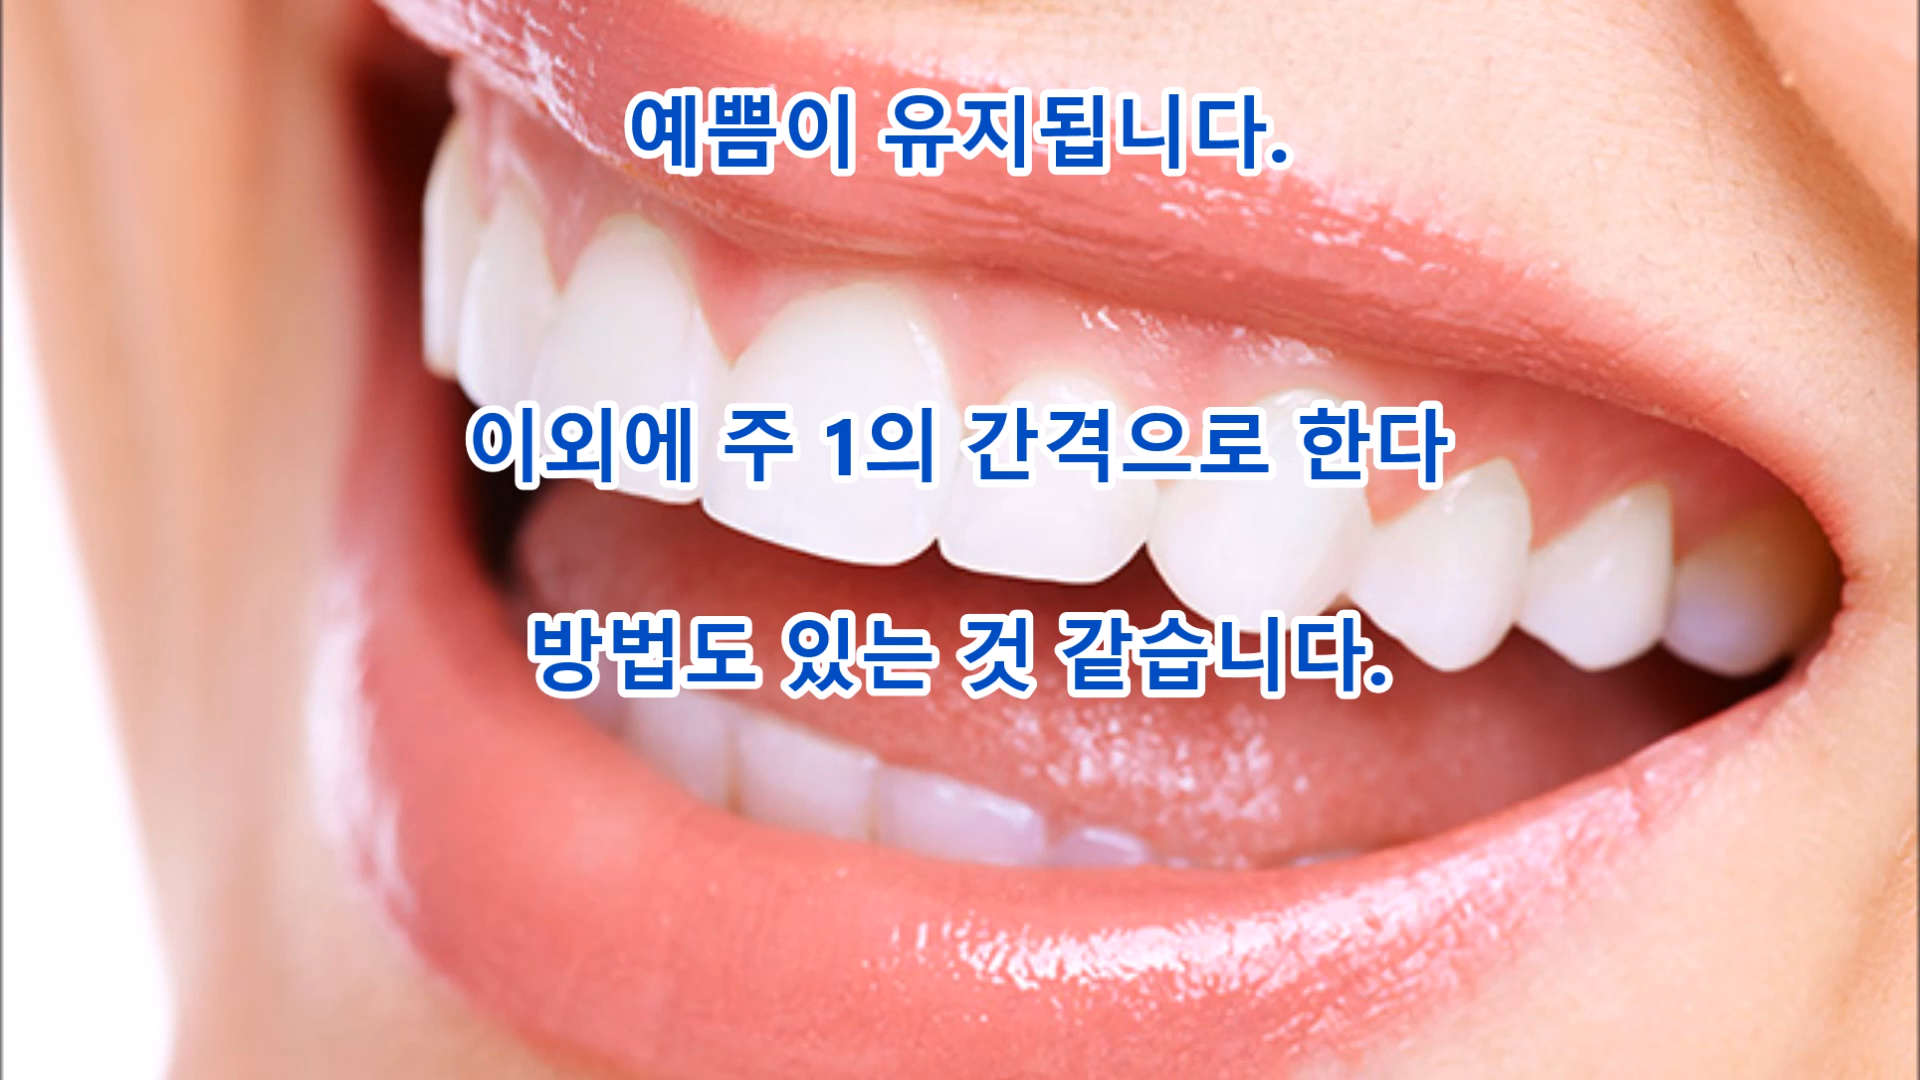 예쁨이 유지됩니다.
이외에 주 1의 간격으로 한다
방법도 있는 것 같습니다.